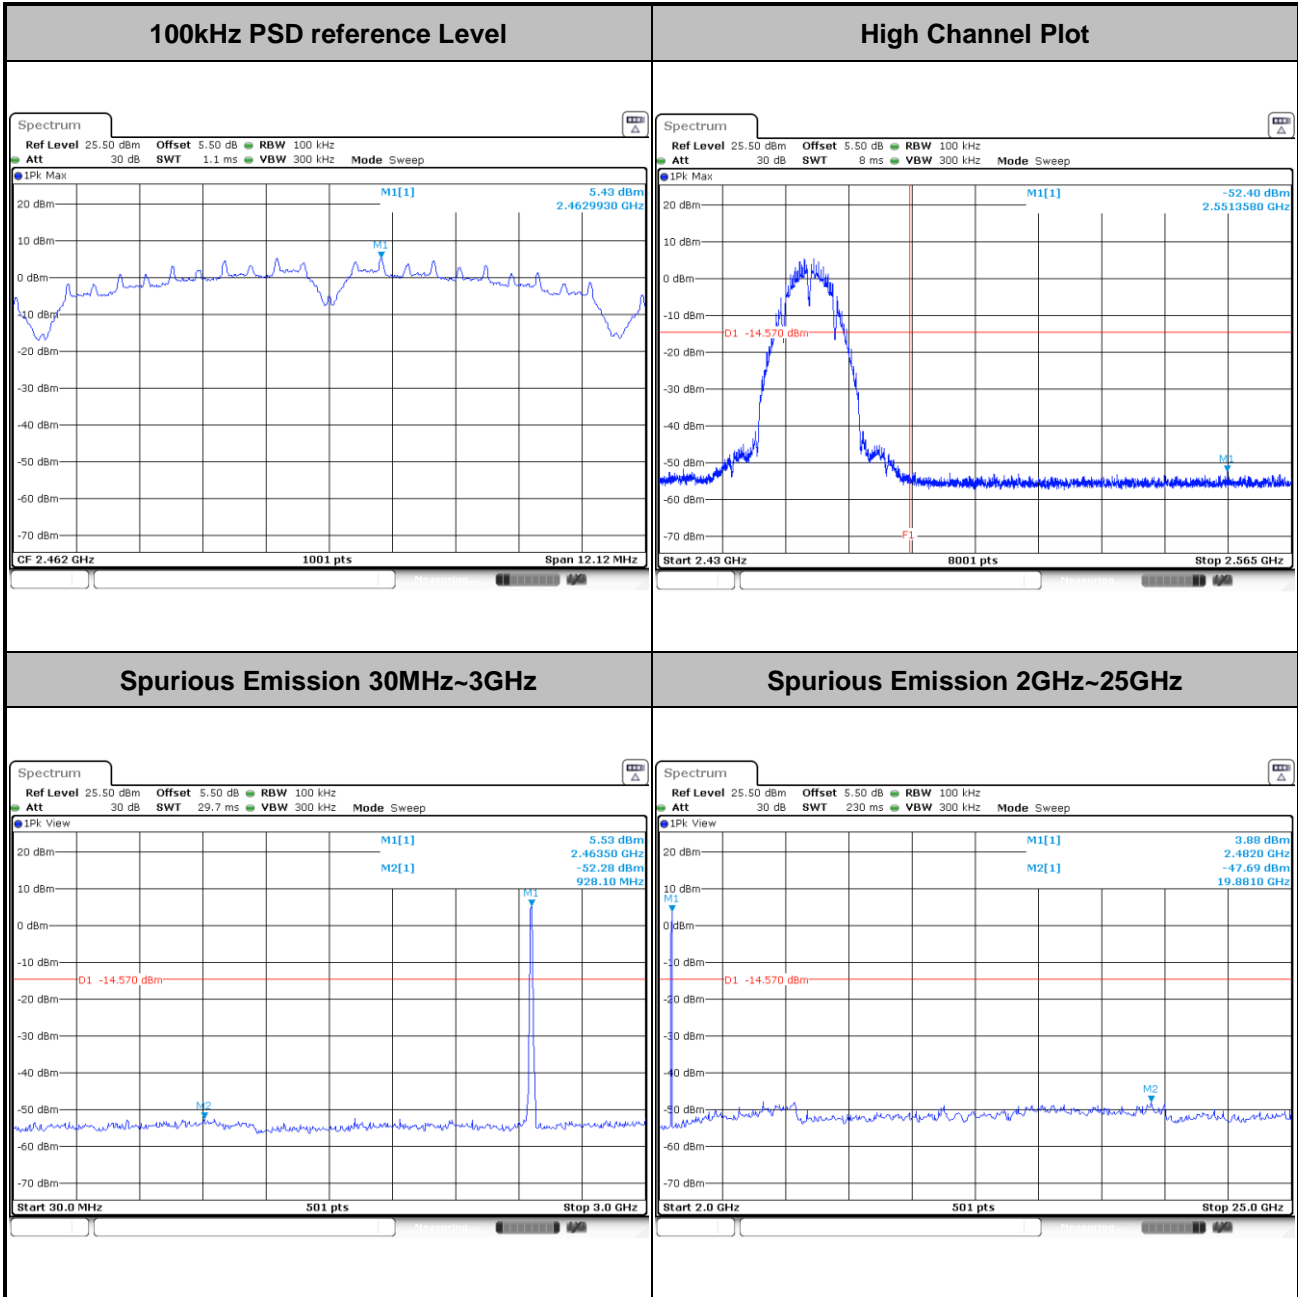 100kHz PSD reference Level
High Channel Plot
Spectrum
Ref Level 25.50 dBm Offset 5.50 dB RBW 100 kHz
Att 30 dB SWT 1.1 ms VBW 300 kHz Mode Sweep
1Pk Max
M1[1] 5.43 dBm
2.4629930 GHz
20 dBm
10 dBm
M1
0 dBm
-10 dBm
-20 dBm
-30 dBm
-40 dBm
-50 dBm
-60 dBm
-70 dBm
CF 2.462 GHz 1001 pts Span 12.12 MHz
Measuring...
Spectrum
Ref Level 25.50 dBm Offset 5.50 dB RBW 100 kHz
Att 30 dB SWT 8 ms VBW 300 kHz Mode Sweep
1Pk Max
M1[1] -52.40 dBm
2.5513580 GHz
20 dBm
10 dBm
0 dBm
-10 dBm
D1 -14.570 dBm
-20 dBm
-30 dBm
-40 dBm
-50 dBm
M1
-60 dBm
-70 dBm
F1
Start 2.43 GHz 8001 pts Stop 2.565 GHz
Measuring...
Spurious Emission 30MHz~3GHz
Spurious Emission 2GHz~25GHz
Spectrum
Ref Level 25.50 dBm Offset 5.50 dB RBW 100 kHz
Att 30 dB SWT 29.7 ms VBW 300 kHz Mode Sweep
1Pk View
M1[1] 5.53 dBm
2.46350 GHz
20 dBm
M2[1] -52.28 dBm
928.10 MHz
10 dBm
M1
0 dBm
-10 dBm
D1 -14.570 dBm
-20 dBm
-30 dBm
-40 dBm
-50 dBm
M2
-60 dBm
-70 dBm
Start 30.0 MHz 501 pts Stop 3.0 GHz
Measuring...
Spectrum
Ref Level 25.50 dBm Offset 5.50 dB RBW 100 kHz
Att 30 dB SWT 230 ms VBW 300 kHz Mode Sweep
1Pk View
M1[1] 3.88 dBm
2.4820 GHz
20 dBm
M2[1] -47.69 dBm
19.8810 GHz
10 dBm
M1
0 dBm
-10 dBm
D1 -14.570 dBm
-20 dBm
-30 dBm
-40 dBm
M2
-50 dBm
-60 dBm
-70 dBm
Start 2.0 GHz 501 pts Stop 25.0 GHz
Measuring...